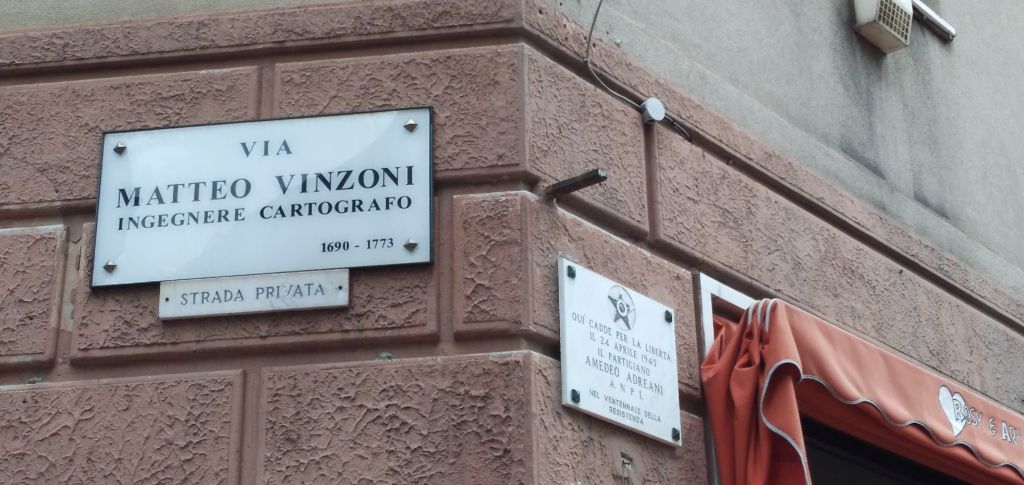 VIA
MATTEO VINZONI
INGEGNERE CARTOGRAFO
1690 - 1773
STRADA PRIVATA
QUI CADDE PER LA LIBERTÀ
IL 24 APRILE 1945
IL PARTIGIANO
AMEDEO ADREANI
A. N. P. I.
NEL VENTENNALE DELLA
RESISTENZA
ROSY &